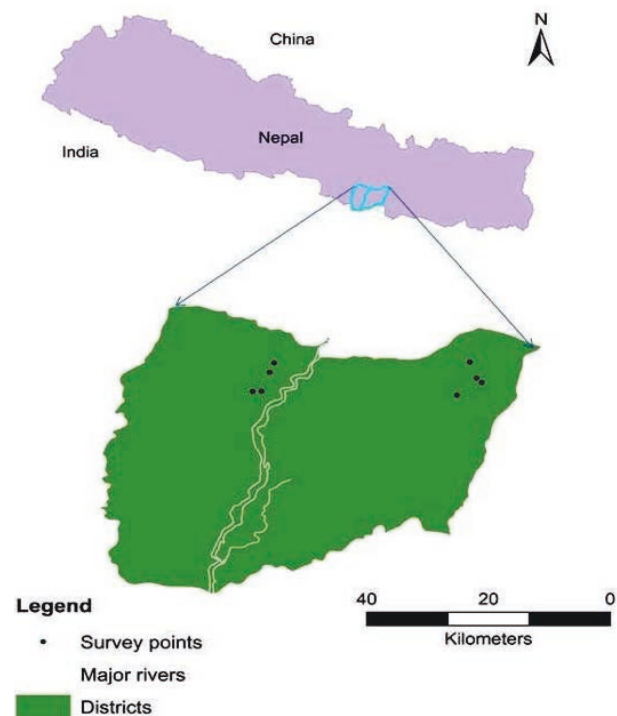 N
China
Nepal
India
Legend
Survey points
Major rivers
Districts
40 20 0
Kilometers